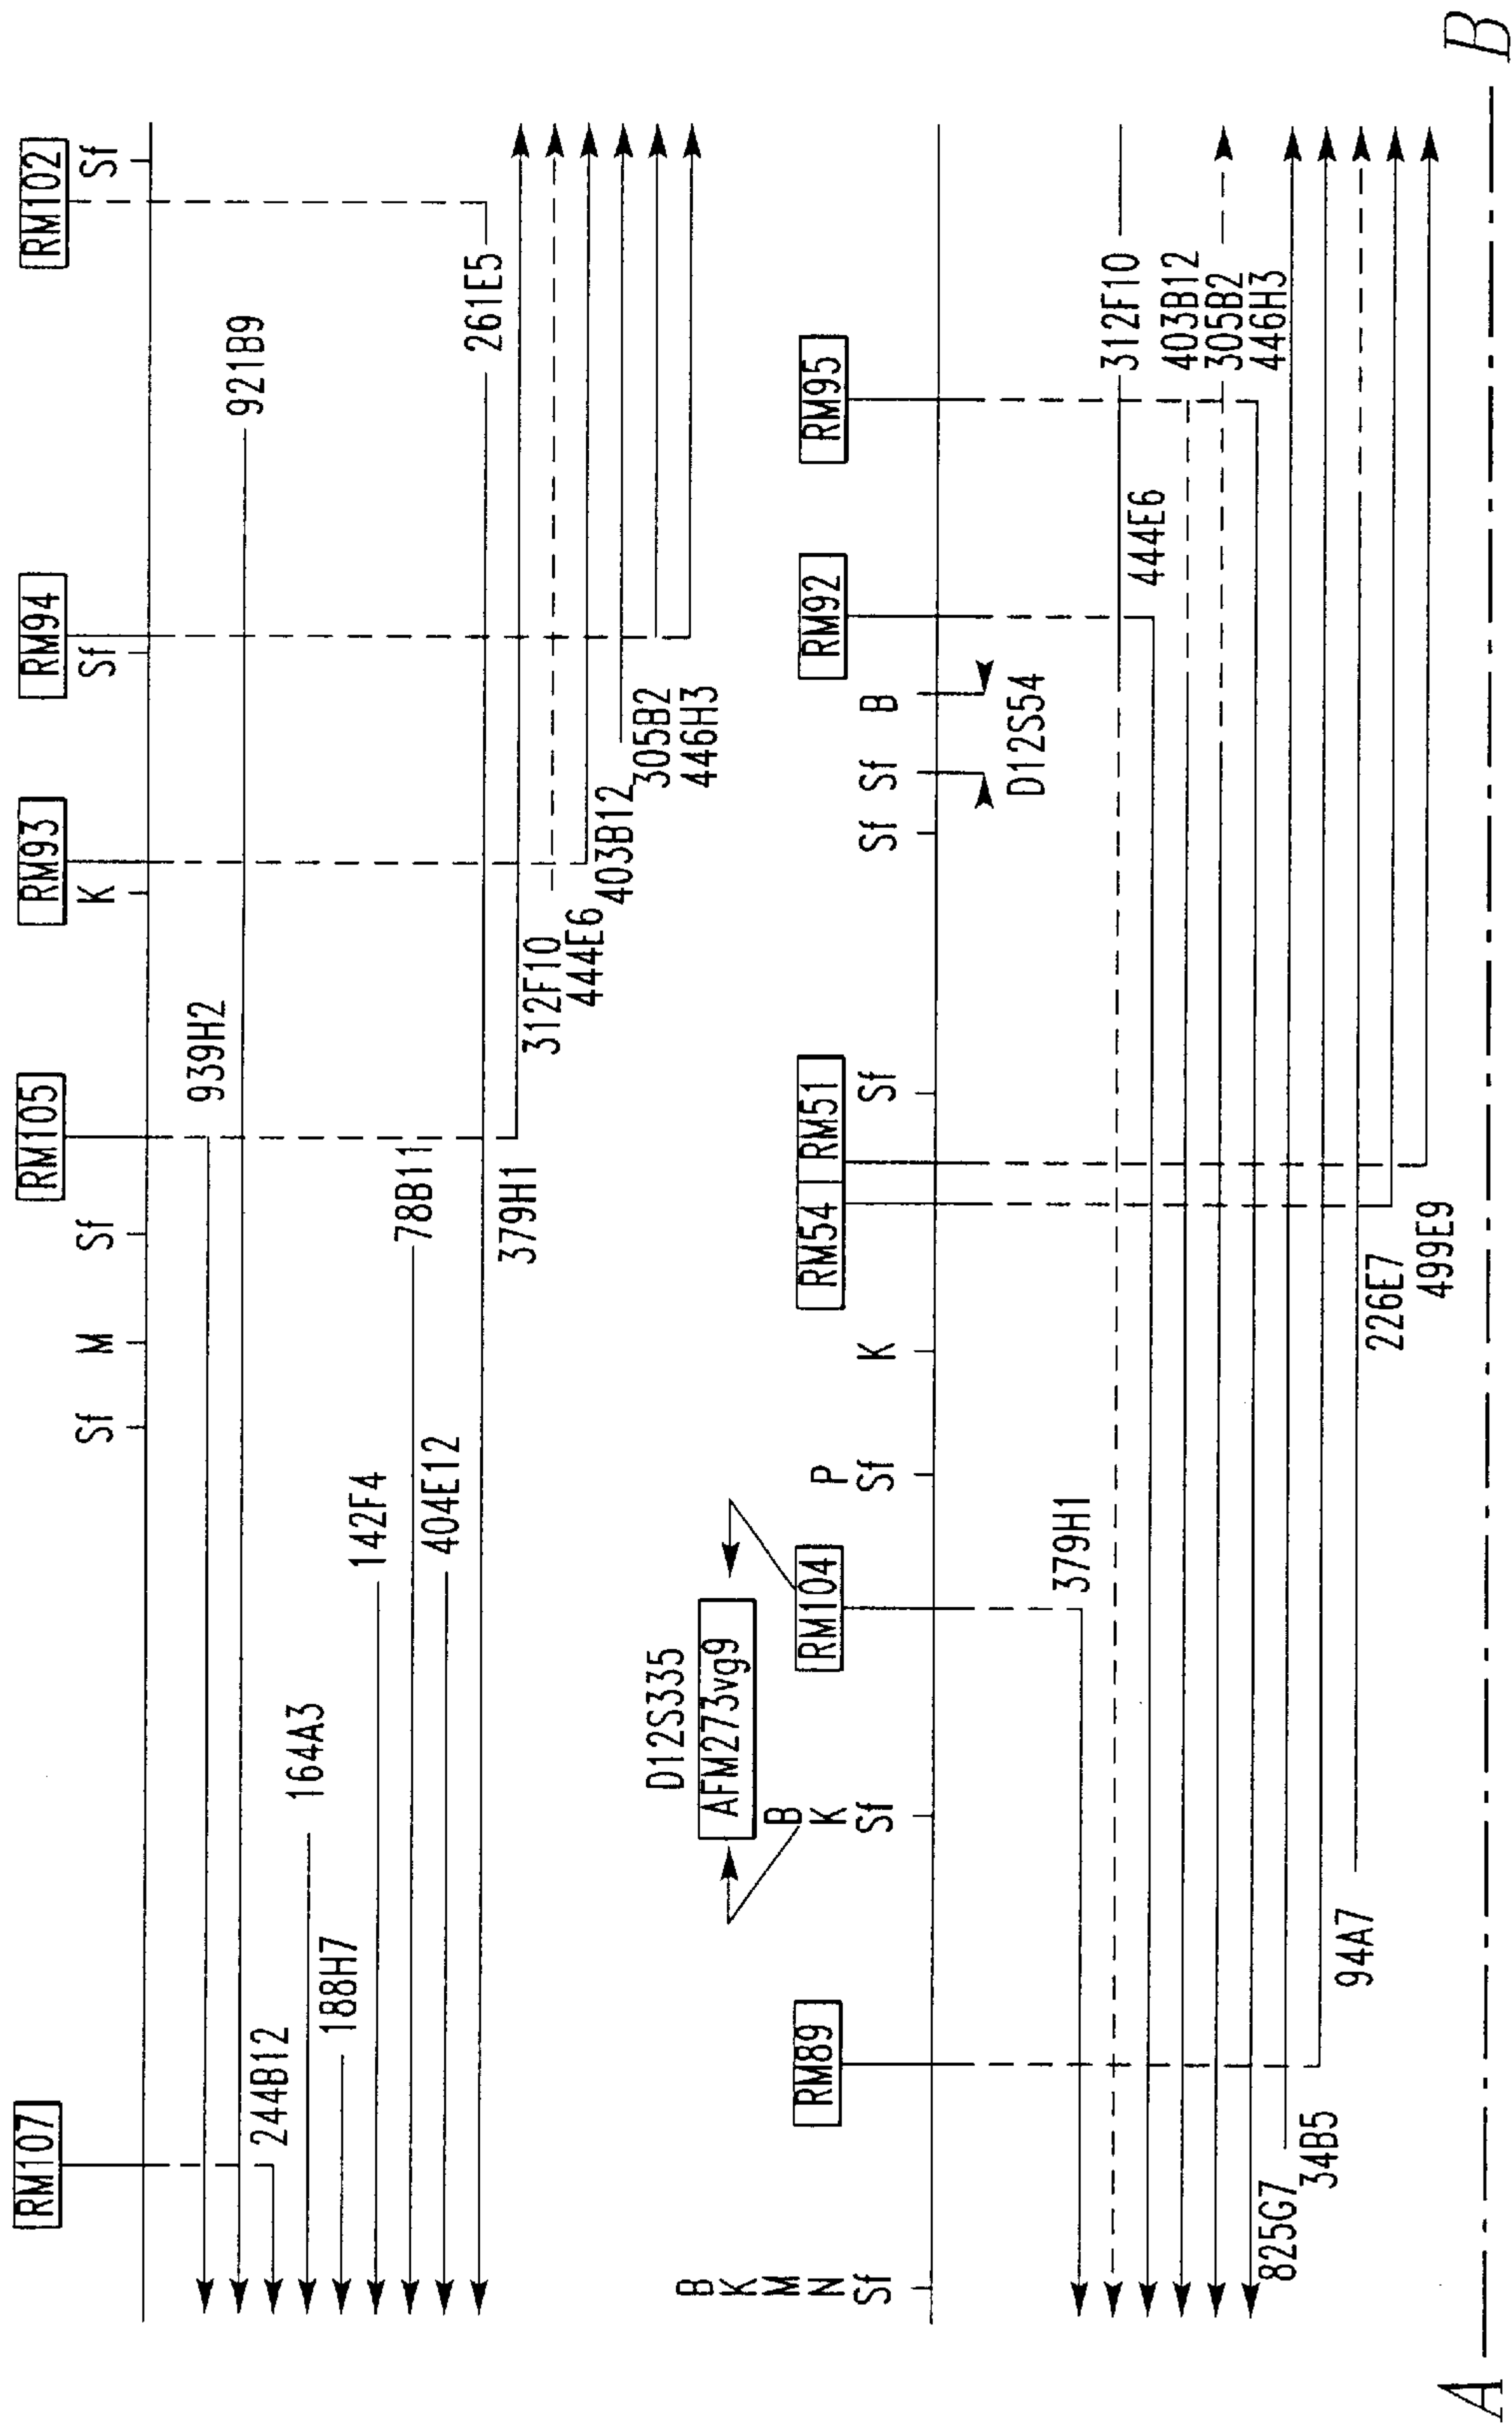 RM107
RM105
RM93
RM94
RM102
Sf M Sf
K
Sf
Sf
939H2
921B9
244B12
164A3
188H7
142F4
78B11
404E12
261E5
379H1
312F10
444E6
403B12
305B2
446H3
D12S335
AFM273vg9
B
K
M
N
Sf
RM89
B
K
Sf
RM104
P
Sf
K
RM54
RM51
Sf
Sf
Sf
B
RM92
RM95
D12S54
379H1
312F10
444E6
403B12
305B2
446H3
825G7
34B5
94A7
226E7
499E9
A
B